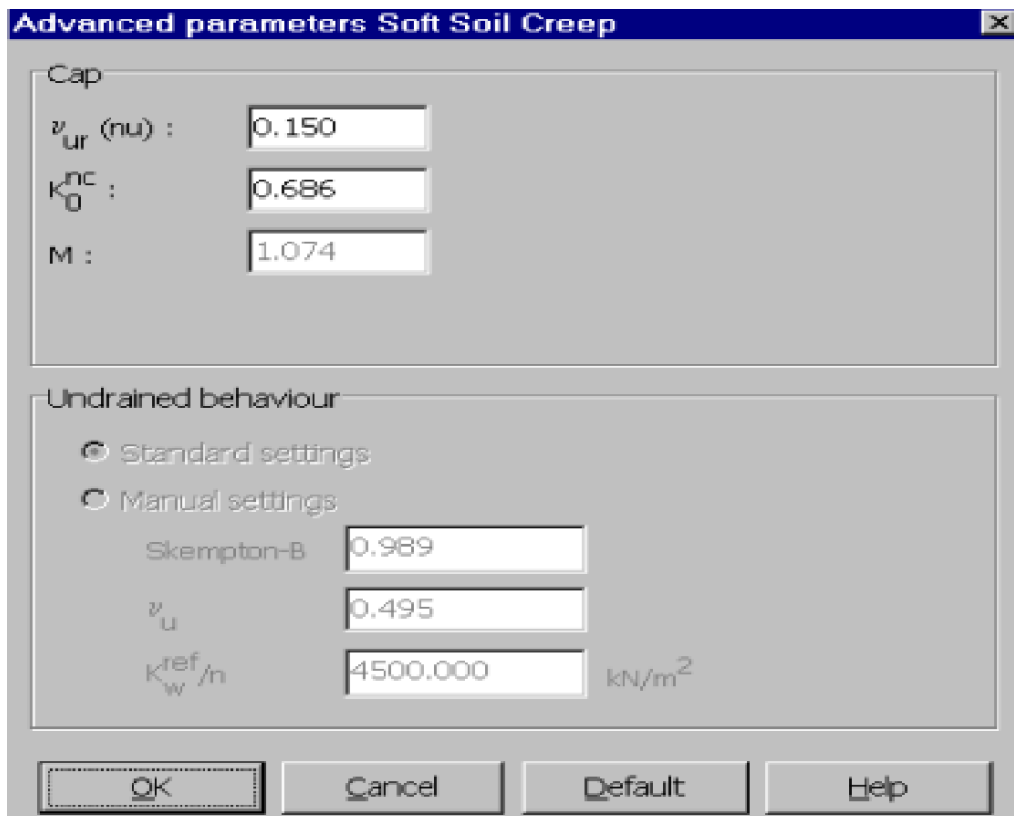 Advanced parameters Soft Soil Creep
Cap
νur (nu) : 0.150
K0nc : 0.686
M : 1.074
Undrained behaviour
Standard settings
Manual settings
Skempton-B 0.989
νu 0.495
Kwref/n 4500.000 kN/m2
OK Cancel Default Help